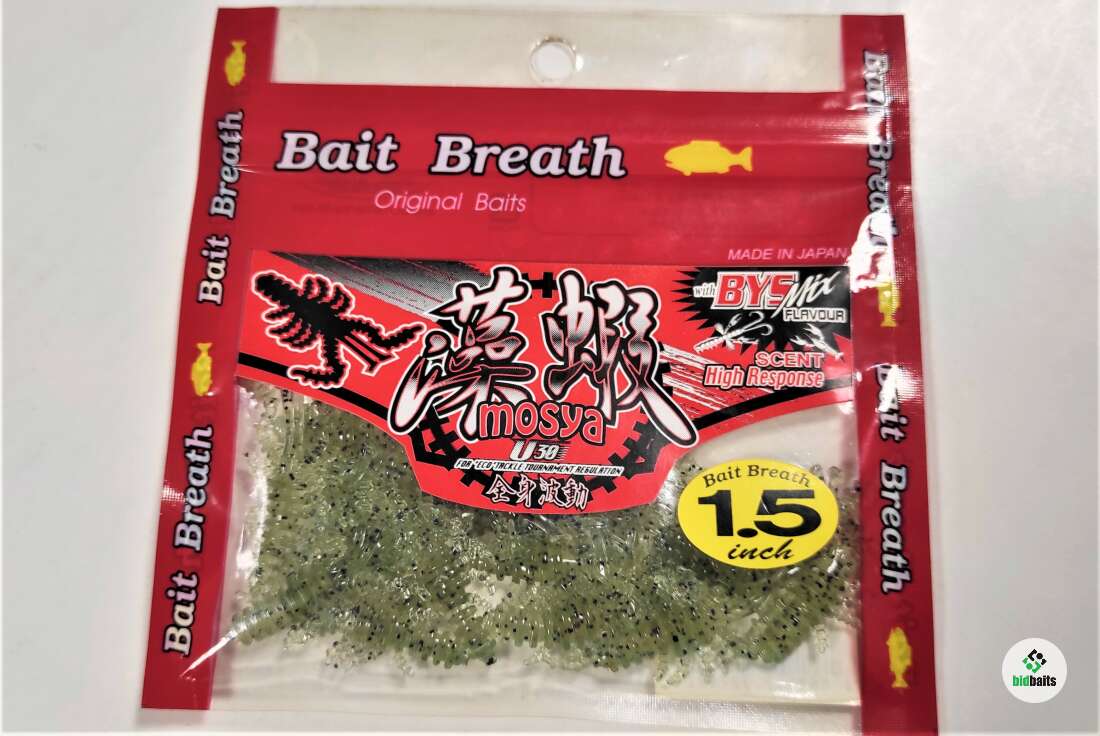 Bait Breath
Original Baits
MADE IN JAPAN
with BYS Mix
FLAVOUR
SCENT
High Response
藻蝦
mosya
U30
FOR "ECO" TACKLE TOURNAMENT REGULATION
全身波動
Bait Breath
1.5
inch
Bait Breath
Bait Breath
Bait Breath
Bait Breath
bidbaits